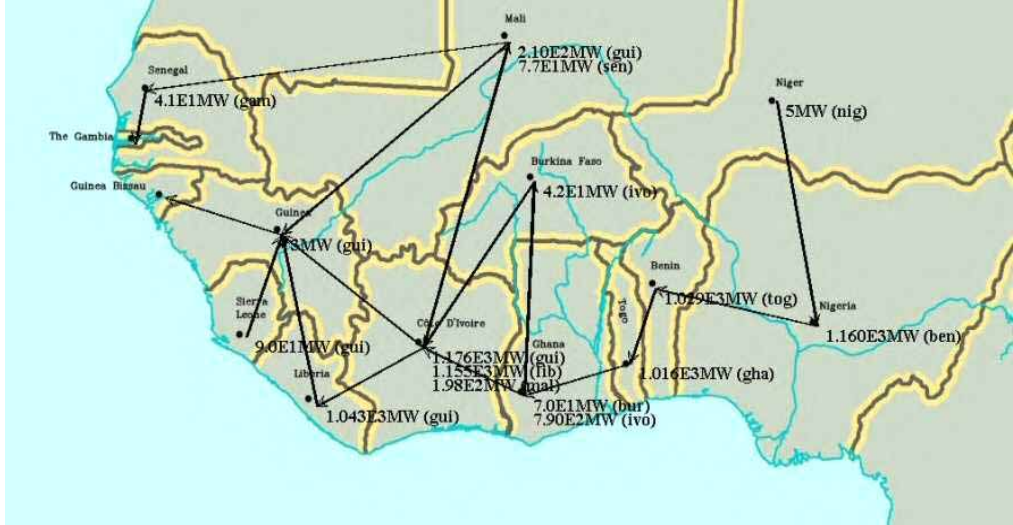 Mali
2.10E2MW (gui)
7.7E1MW (sen)
Senegal
4.1E1MW (gam)
Niger
5MW (nig)
The Gambia
Burkina Faso
4.2E1MW (ivo)
Guinea Bissau
Guinea
3MW (gui)
Benin
1.029E3MW (tog)
Sierra
Leone
9.0E1MW (gui)
Togo
Nigeria
1.160E3MW (ben)
Côte D'Ivoire
1.176E3MW (gui)
1.155E3MW (lib)
1.98E2MW (mal)
Ghana
1.016E3MW (gha)
Liberia
1.043E3MW (gui)
7.0E1MW (bur)
7.90E2MW (ivo)